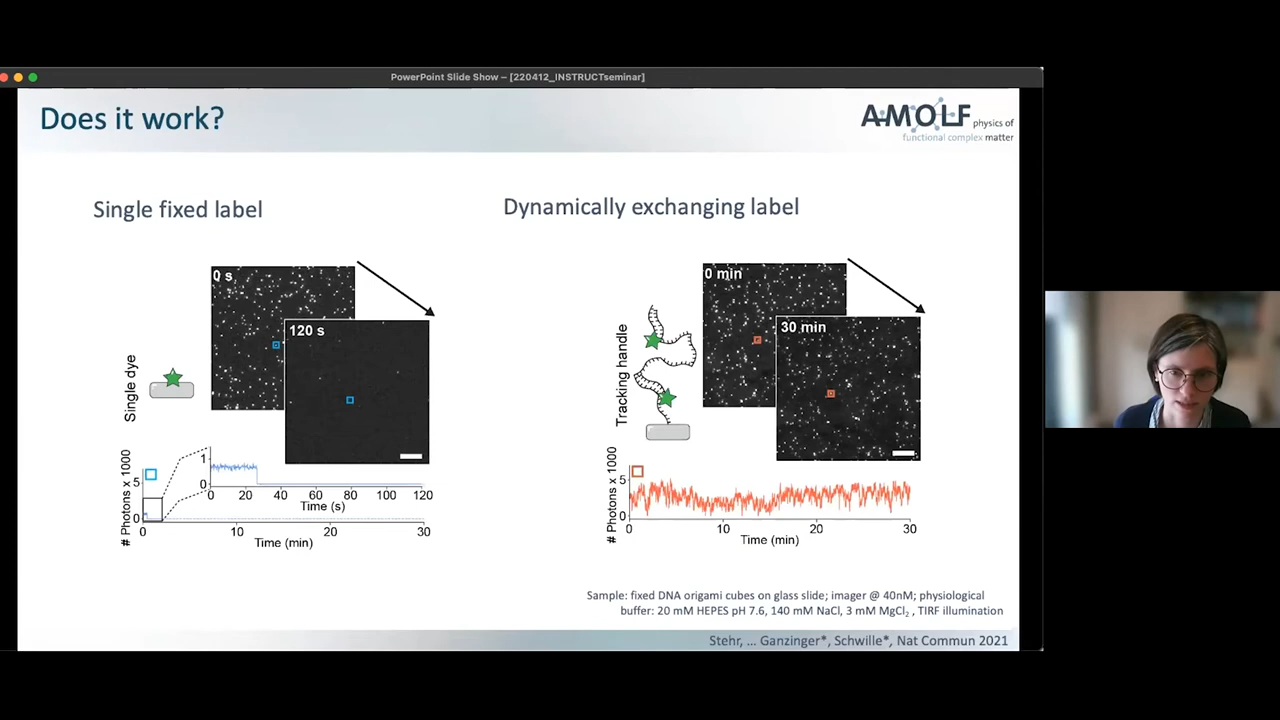 PowerPoint Slide Show – [220412_INSTRUCTseminar]
Does it work?
AMOLF physics of
functional complex matter
Single fixed label
Dynamically exchanging label
0 s
120 s
Single dye
0 min
30 min
Tracking handle
# Photons x 1000
5
0
1
0
0 20 40 60 80 100 120
Time (s)
0 10 20 30
Time (min)
# Photons x 1000
5
0
0 10 20 30
Time (min)
Sample: fixed DNA origami cubes on glass slide; imager @ 40nM; physiological
buffer: 20 mM HEPES pH 7.6, 140 mM NaCl, 3 mM MgCl₂ , TIRF illumination
Stehr, ... Ganzinger*, Schwille*, Nat Commun 2021